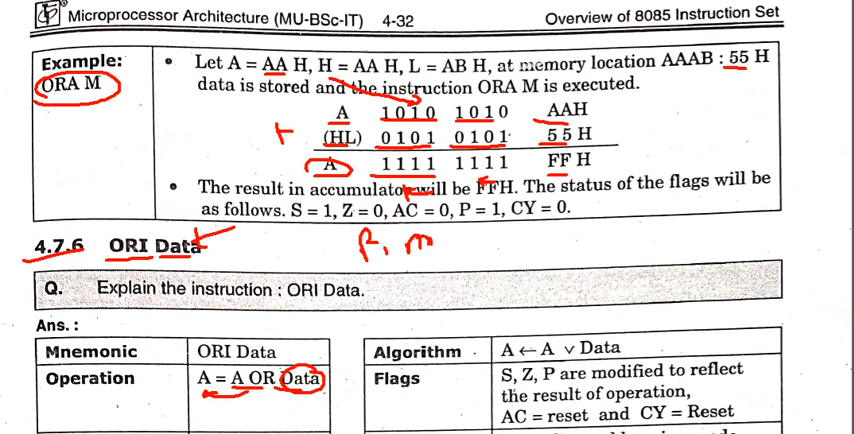 Microprocessor Architecture (MU-BSc-IT) 4-32 Overview of 8085 Instruction Set
Example:
ORA M
• Let A = AA H, H = AA H, L = AB H, at memory location AAAB : 55 H
data is stored and the instruction ORA M is executed.
A 1010 1010 AAH
+ (HL) 0101 0101 55 H
A 1111 1111 FF H
• The result in accumulator will be FFH. The status of the flags will be
as follows. S = 1, Z = 0, AC = 0, P = 1, CY = 0.
4.7.6 ORI Data
R, m
Q. Explain the instruction : ORI Data.
Ans. :
Mnemonic ORI Data
Operation A = A OR Data
Algorithm A ← A ∨ Data
Flags S, Z, P are modified to reflect
the result of operation,
AC = reset and CY = Reset